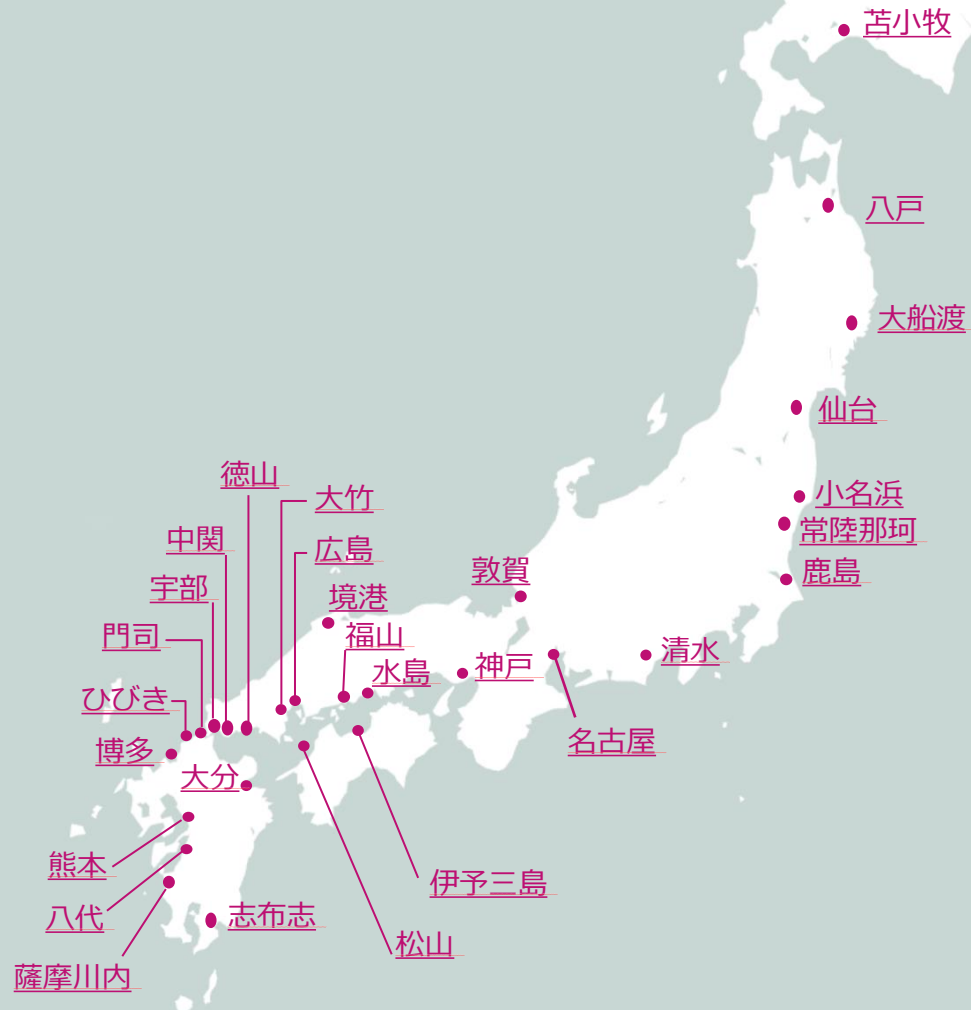 苫小牧
八戸
大船渡
仙台
徳山
大竹
小名浜
常陸那珂
中関
広島
敦賀
鹿島
宇部
境港
門司
福山
清水
水島
神戸
ひびき
名古屋
博多
大分
熊本
伊予三島
八代
志布志
松山
薩摩川内